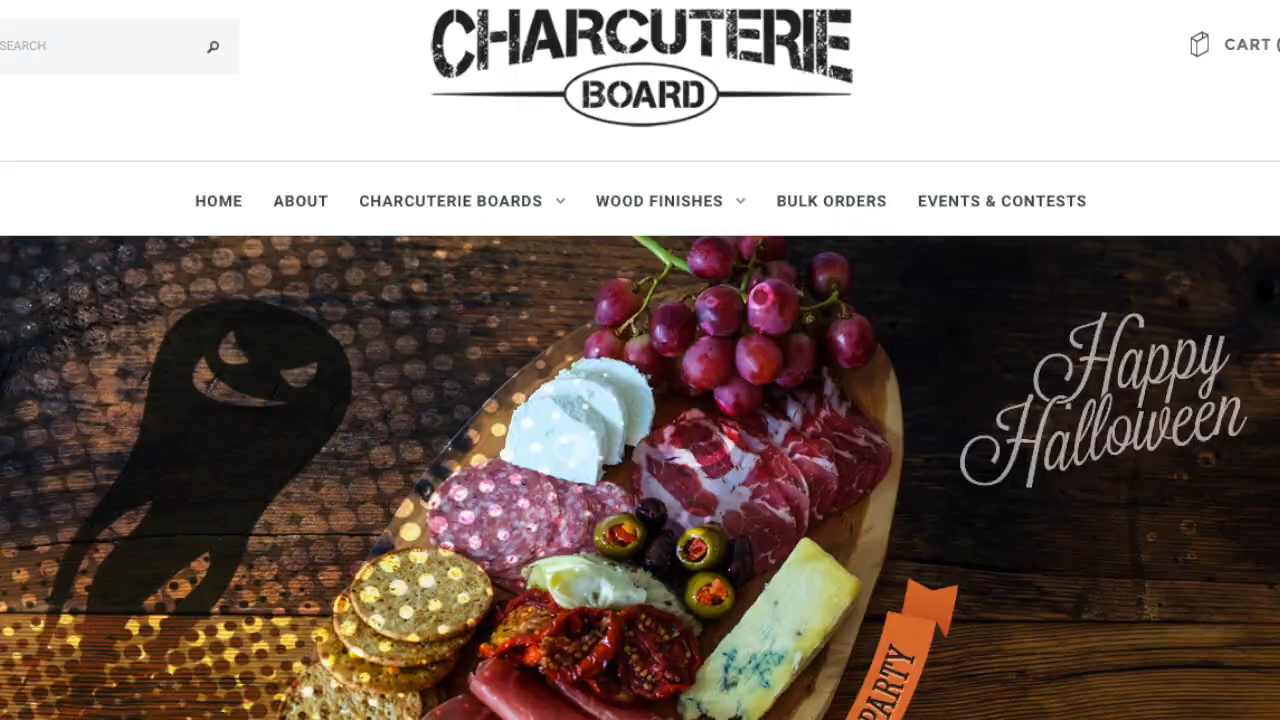 SEARCH
CHARCUTERIE
BOARD
CART (
HOME ABOUT CHARCUTERIE BOARDS WOOD FINISHES BULK ORDERS EVENTS & CONTESTS
Happy
Halloween
PARTY